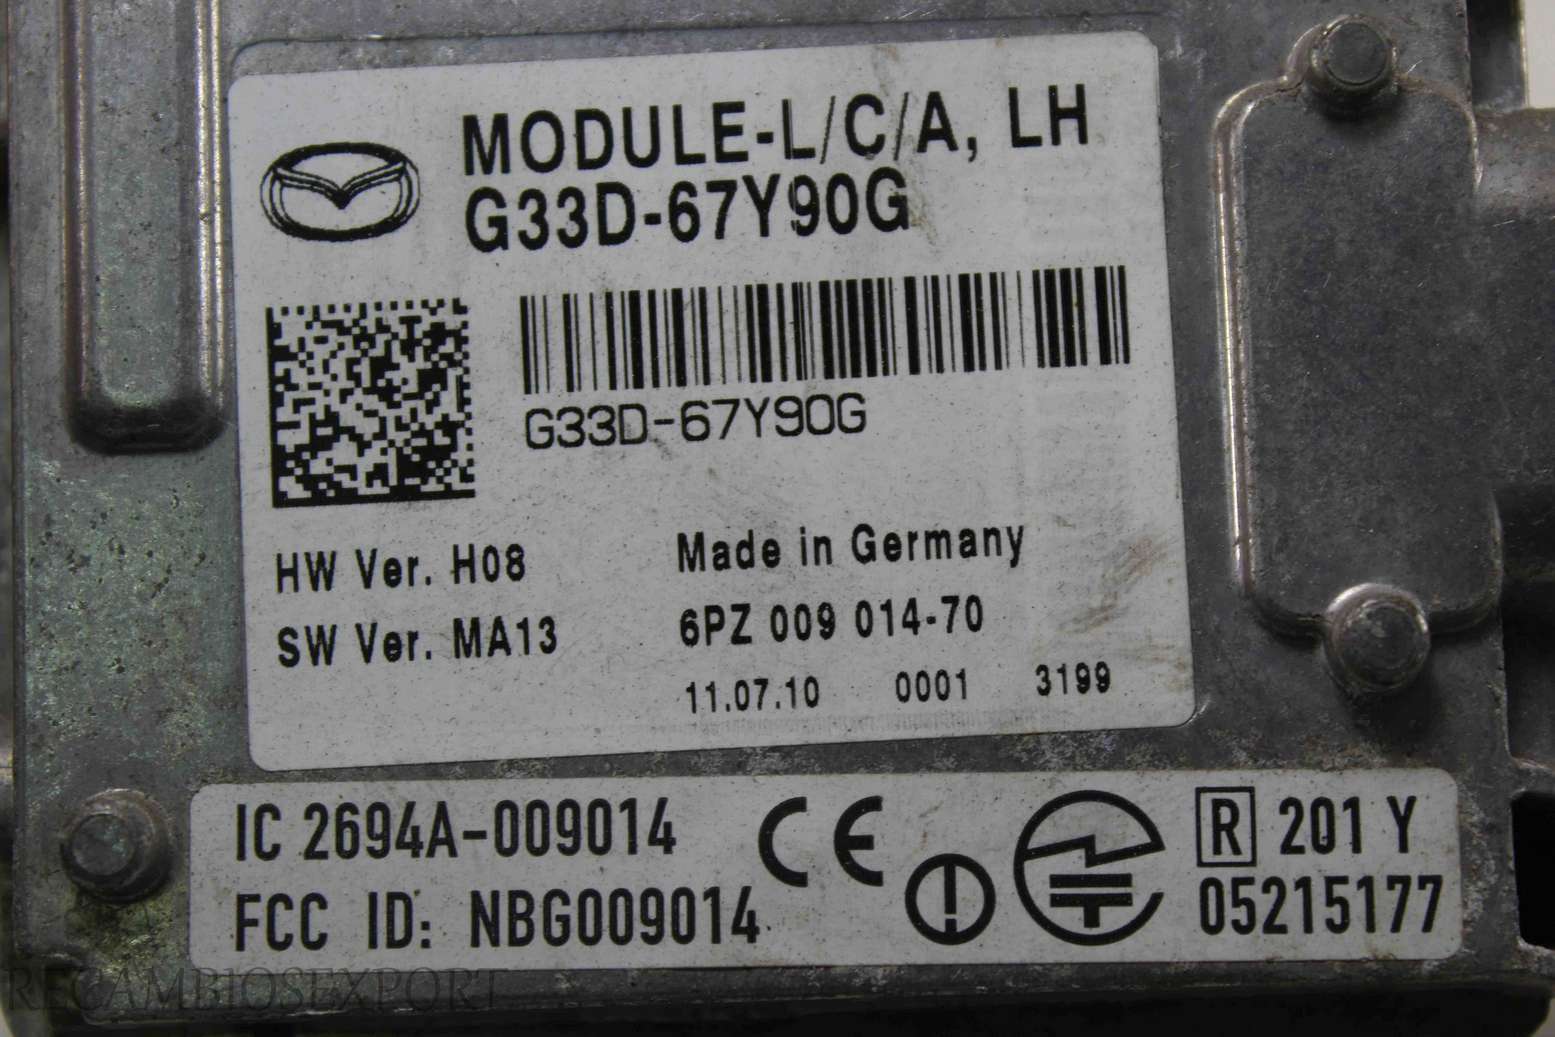 MODULE-L/C/A, LH
G33D-67Y90G
G33D-67Y90G
HW Ver. H08
Made in Germany
SW Ver. MA13
6PZ 009 014-70
11.07.10 0001 3199
IC 2694A-009014
CE
R 201 Y
FCC ID: NBG009014
05215177
RECAMBIOSEXPORT